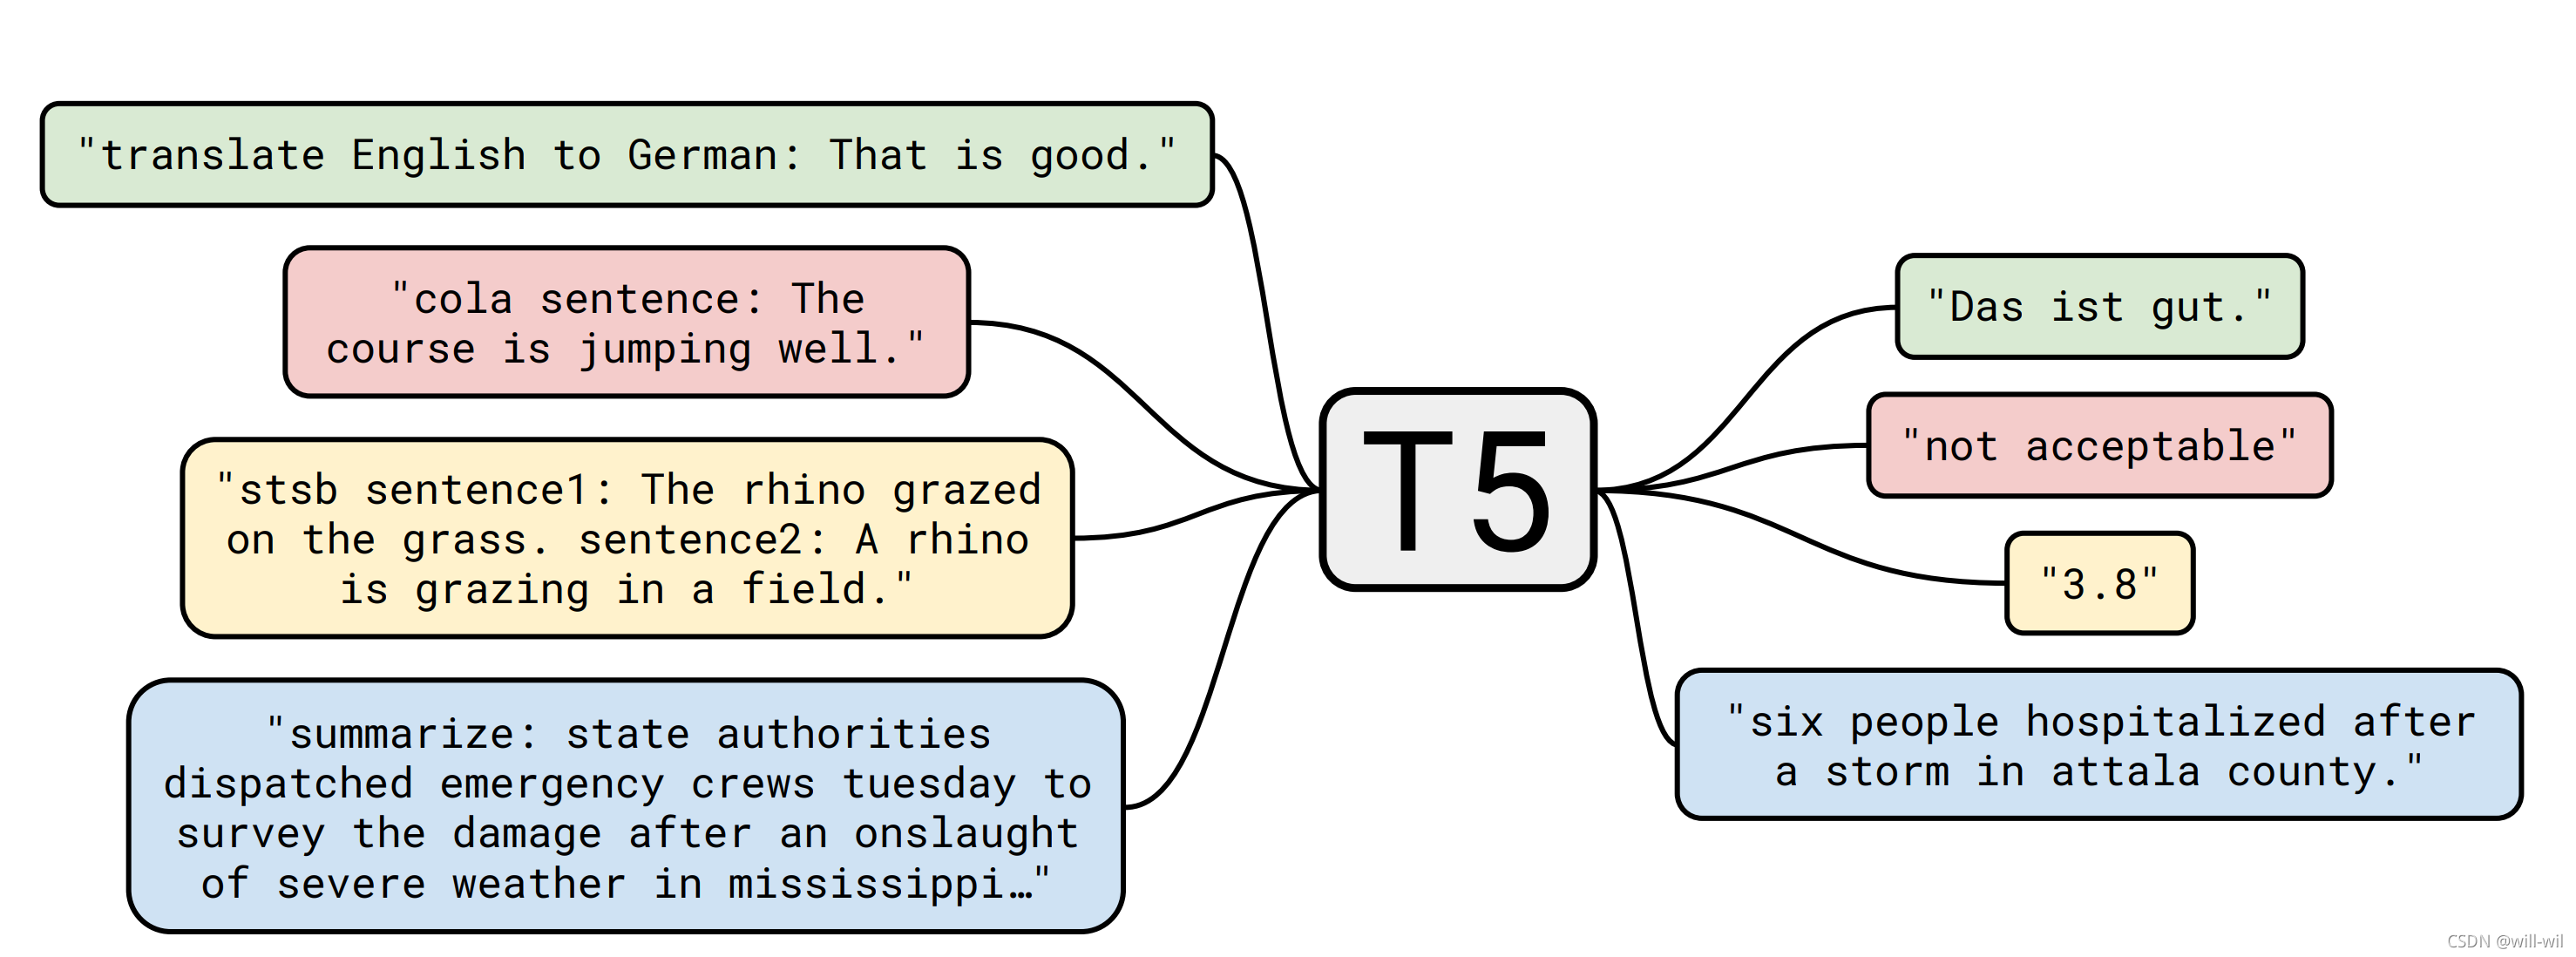 "translate English to German: That is good."
"cola sentence: The
course is jumping well."
"stsb sentence1: The rhino grazed
on the grass. sentence2: A rhino
is grazing in a field."
"summarize: state authorities
dispatched emergency crews tuesday to
survey the damage after an onslaught
of severe weather in mississippi…"
T5
"Das ist gut."
"not acceptable"
"3.8"
"six people hospitalized after
a storm in attala county."
CSDN @will-wil